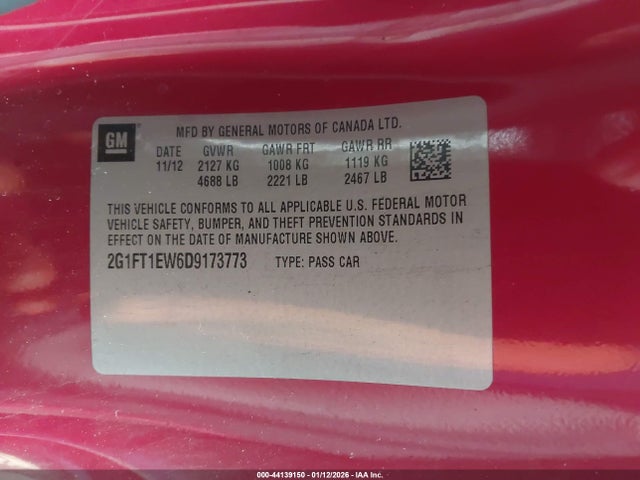 GM
MFD BY GENERAL MOTORS OF CANADA LTD.
DATE GVWR GAWR FRT GAWR RR
11/12 2127 KG 1008 KG 1119 KG
4688 LB 2221 LB 2467 LB
THIS VEHICLE CONFORMS TO ALL APPLICABLE U.S. FEDERAL MOTOR
VEHICLE SAFETY, BUMPER, AND THEFT PREVENTION STANDARDS IN
EFFECT ON THE DATE OF MANUFACTURE SHOWN ABOVE.
2G1FT1EW6D9173773 TYPE: PASS CAR
000-44139150 - 01/12/2026 - IAA Inc.